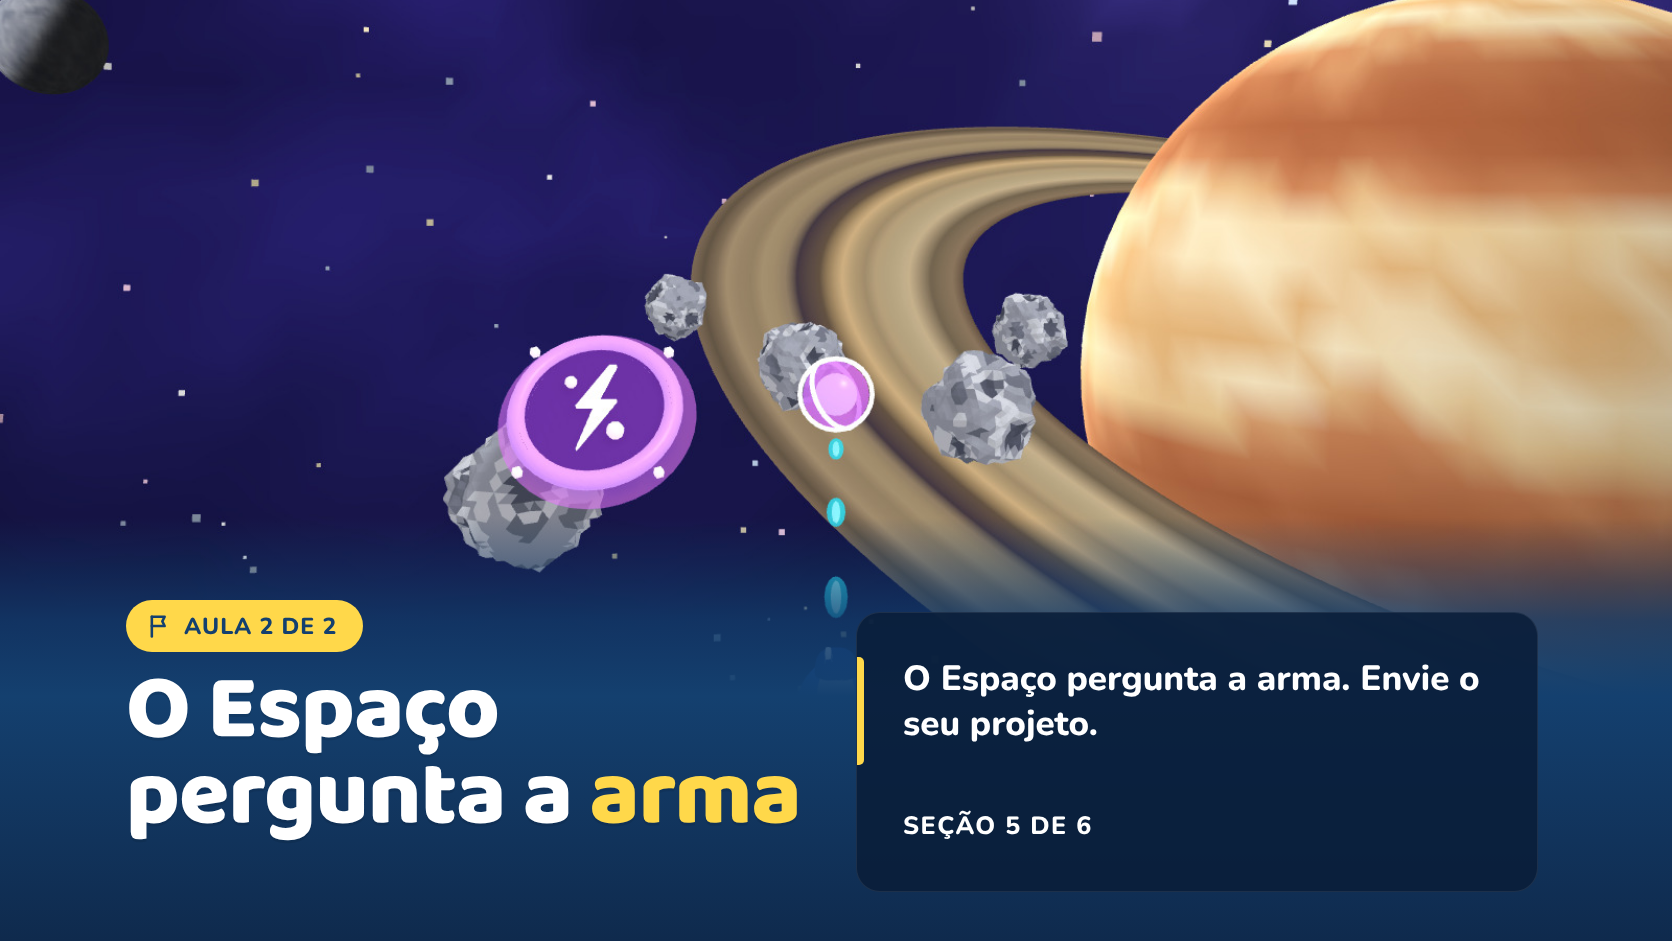 AULA 2 DE 2
O Espaço
pergunta a arma
O Espaço pergunta a arma. Envie o
seu projeto.
SEÇÃO 5 DE 6